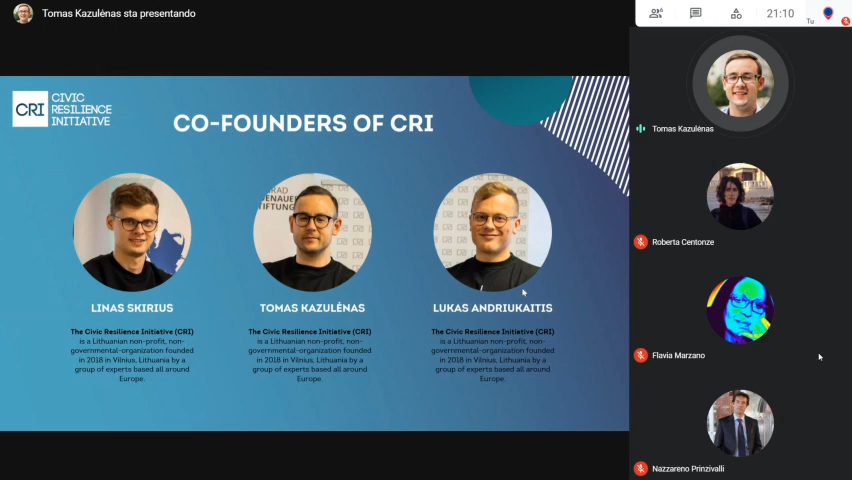 Tomas Kazulėnas sta presentando
21:10
Tu
CRI
CIVIC
RESILIENCE
INITIATIVE
CO-FOUNDERS OF CRI
LINAS SKIRIUS
The Civic Resilience Initiative (CRI)
is a Lithuanian non-profit, non-
governmental-organization founded
in 2018 in Vilnius, Lithuania by a
group of experts based all around
Europe.
TOMAS KAZULĖNAS
The Civic Resilience Initiative (CRI)
is a Lithuanian non-profit, non-
governmental-organization founded
in 2018 in Vilnius, Lithuania by a
group of experts based all around
Europe.
LUKAS ANDRIUKAITIS
The Civic Resilience Initiative (CRI)
is a Lithuanian non-profit, non-
governmental-organization founded
in 2018 in Vilnius, Lithuania by a
group of experts based all around
Europe.
Tomas Kazulėnas
Roberta Centonze
Flavia Marzano
Nazzareno Prinzivalli